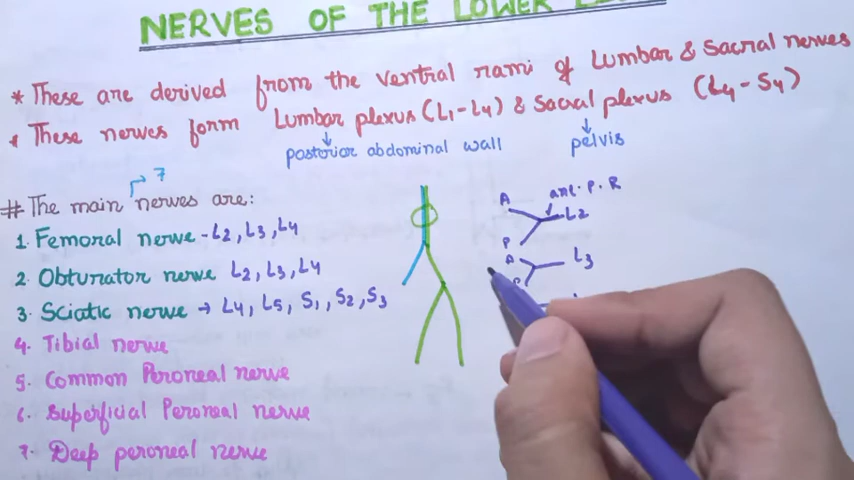 NERVES OF THE LOWER
* These are derived from the ventral rami of Lumbar & Sacral nerves
* These nerves form Lumbar plexus (L1-L4) & Sacral plexus (L4-S4)
posterior abdominal wall
pelvis
7
# The main nerves are:
1. Femoral nerve - L2, L3, L4
2. Obturator nerve L2, L3, L4
3. Sciatic nerve → L4, L5, S1, S2, S3
4. Tibial nerve
5. Common Peroneal nerve
6. Superficial Peroneal nerve
7. Deep peroneal nerve
ant. P. R
A
L2
P
A
L3
P